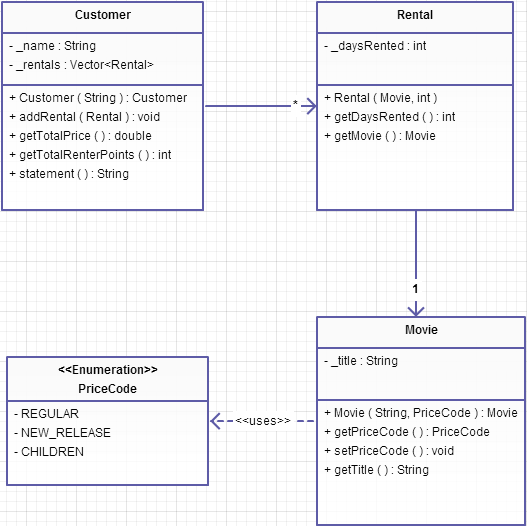 Customer
- _name : String
- _rentals : Vector<Rental>
+ Customer ( String ) : Customer
+ addRental ( Rental ) : void
+ getTotalPrice ( ) : double
+ getTotalRenterPoints ( ) : int
+ statement ( ) : String
*
Rental
- _daysRented : int
+ Rental ( Movie, int )
+ getDaysRented ( ) : int
+ getMovie ( ) : Movie
1
Movie
- _title : String
+ Movie ( String, PriceCode ) : Movie
+ getPriceCode ( ) : PriceCode
+ setPriceCode ( ) : void
+ getTitle ( ) : String
<<uses>>
<<Enumeration>>
PriceCode
- REGULAR
- NEW_RELEASE
- CHILDREN